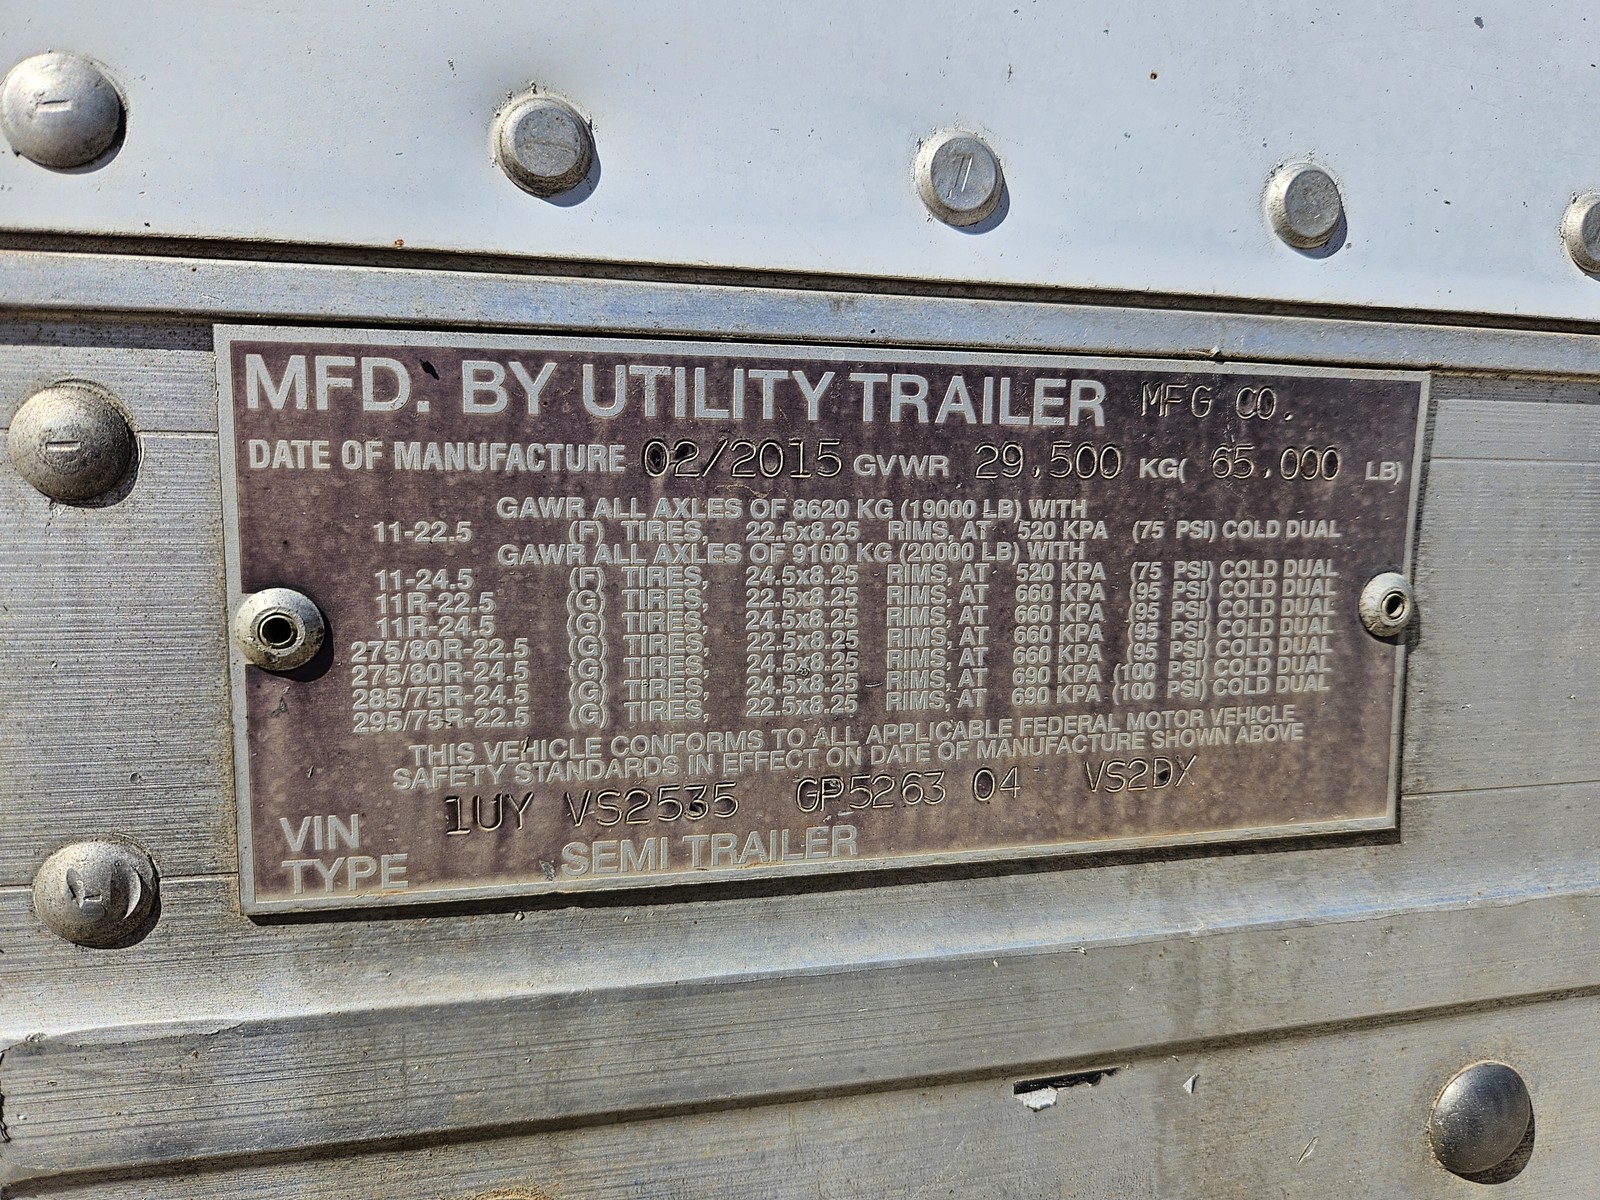 MFD. BY UTILITY TRAILER MFG CO.
DATE OF MANUFACTURE 02/2015 GVWR 29,500 KG( 65,000 LB)
GAWR ALL AXLES OF 8620 KG (19000 LB) WITH
11-22.5 (F) TIRES, 22.5x8.25 RIMS, AT 520 KPA (75 PSI) COLD DUAL
GAWR ALL AXLES OF 9100 KG (20000 LB) WITH
11-24.5 (F) TIRES, 24.5x8.25 RIMS, AT 520 KPA (75 PSI) COLD DUAL
11R-22.5 (G) TIRES, 22.5x8.25 RIMS, AT 660 KPA (95 PSI) COLD DUAL
11R-24.5 (G) TIRES, 24.5x8.25 RIMS, AT 660 KPA (95 PSI) COLD DUAL
275/80R-22.5 (G) TIRES, 22.5x8.25 RIMS, AT 660 KPA (95 PSI) COLD DUAL
275/80R-24.5 (G) TIRES, 24.5x8.25 RIMS, AT 660 KPA (95 PSI) COLD DUAL
285/75R-24.5 (G) TIRES, 24.5x8.25 RIMS, AT 690 KPA (100 PSI) COLD DUAL
295/75R-22.5 (G) TIRES, 22.5x8.25 RIMS, AT 690 KPA (100 PSI) COLD DUAL
THIS VEHICLE CONFORMS TO ALL APPLICABLE FEDERAL MOTOR VEHICLE
SAFETY STANDARDS IN EFFECT ON DATE OF MANUFACTURE SHOWN ABOVE
VIN 1UY VS2535 GP5263 04 VS2DX
TYPE SEMI TRAILER